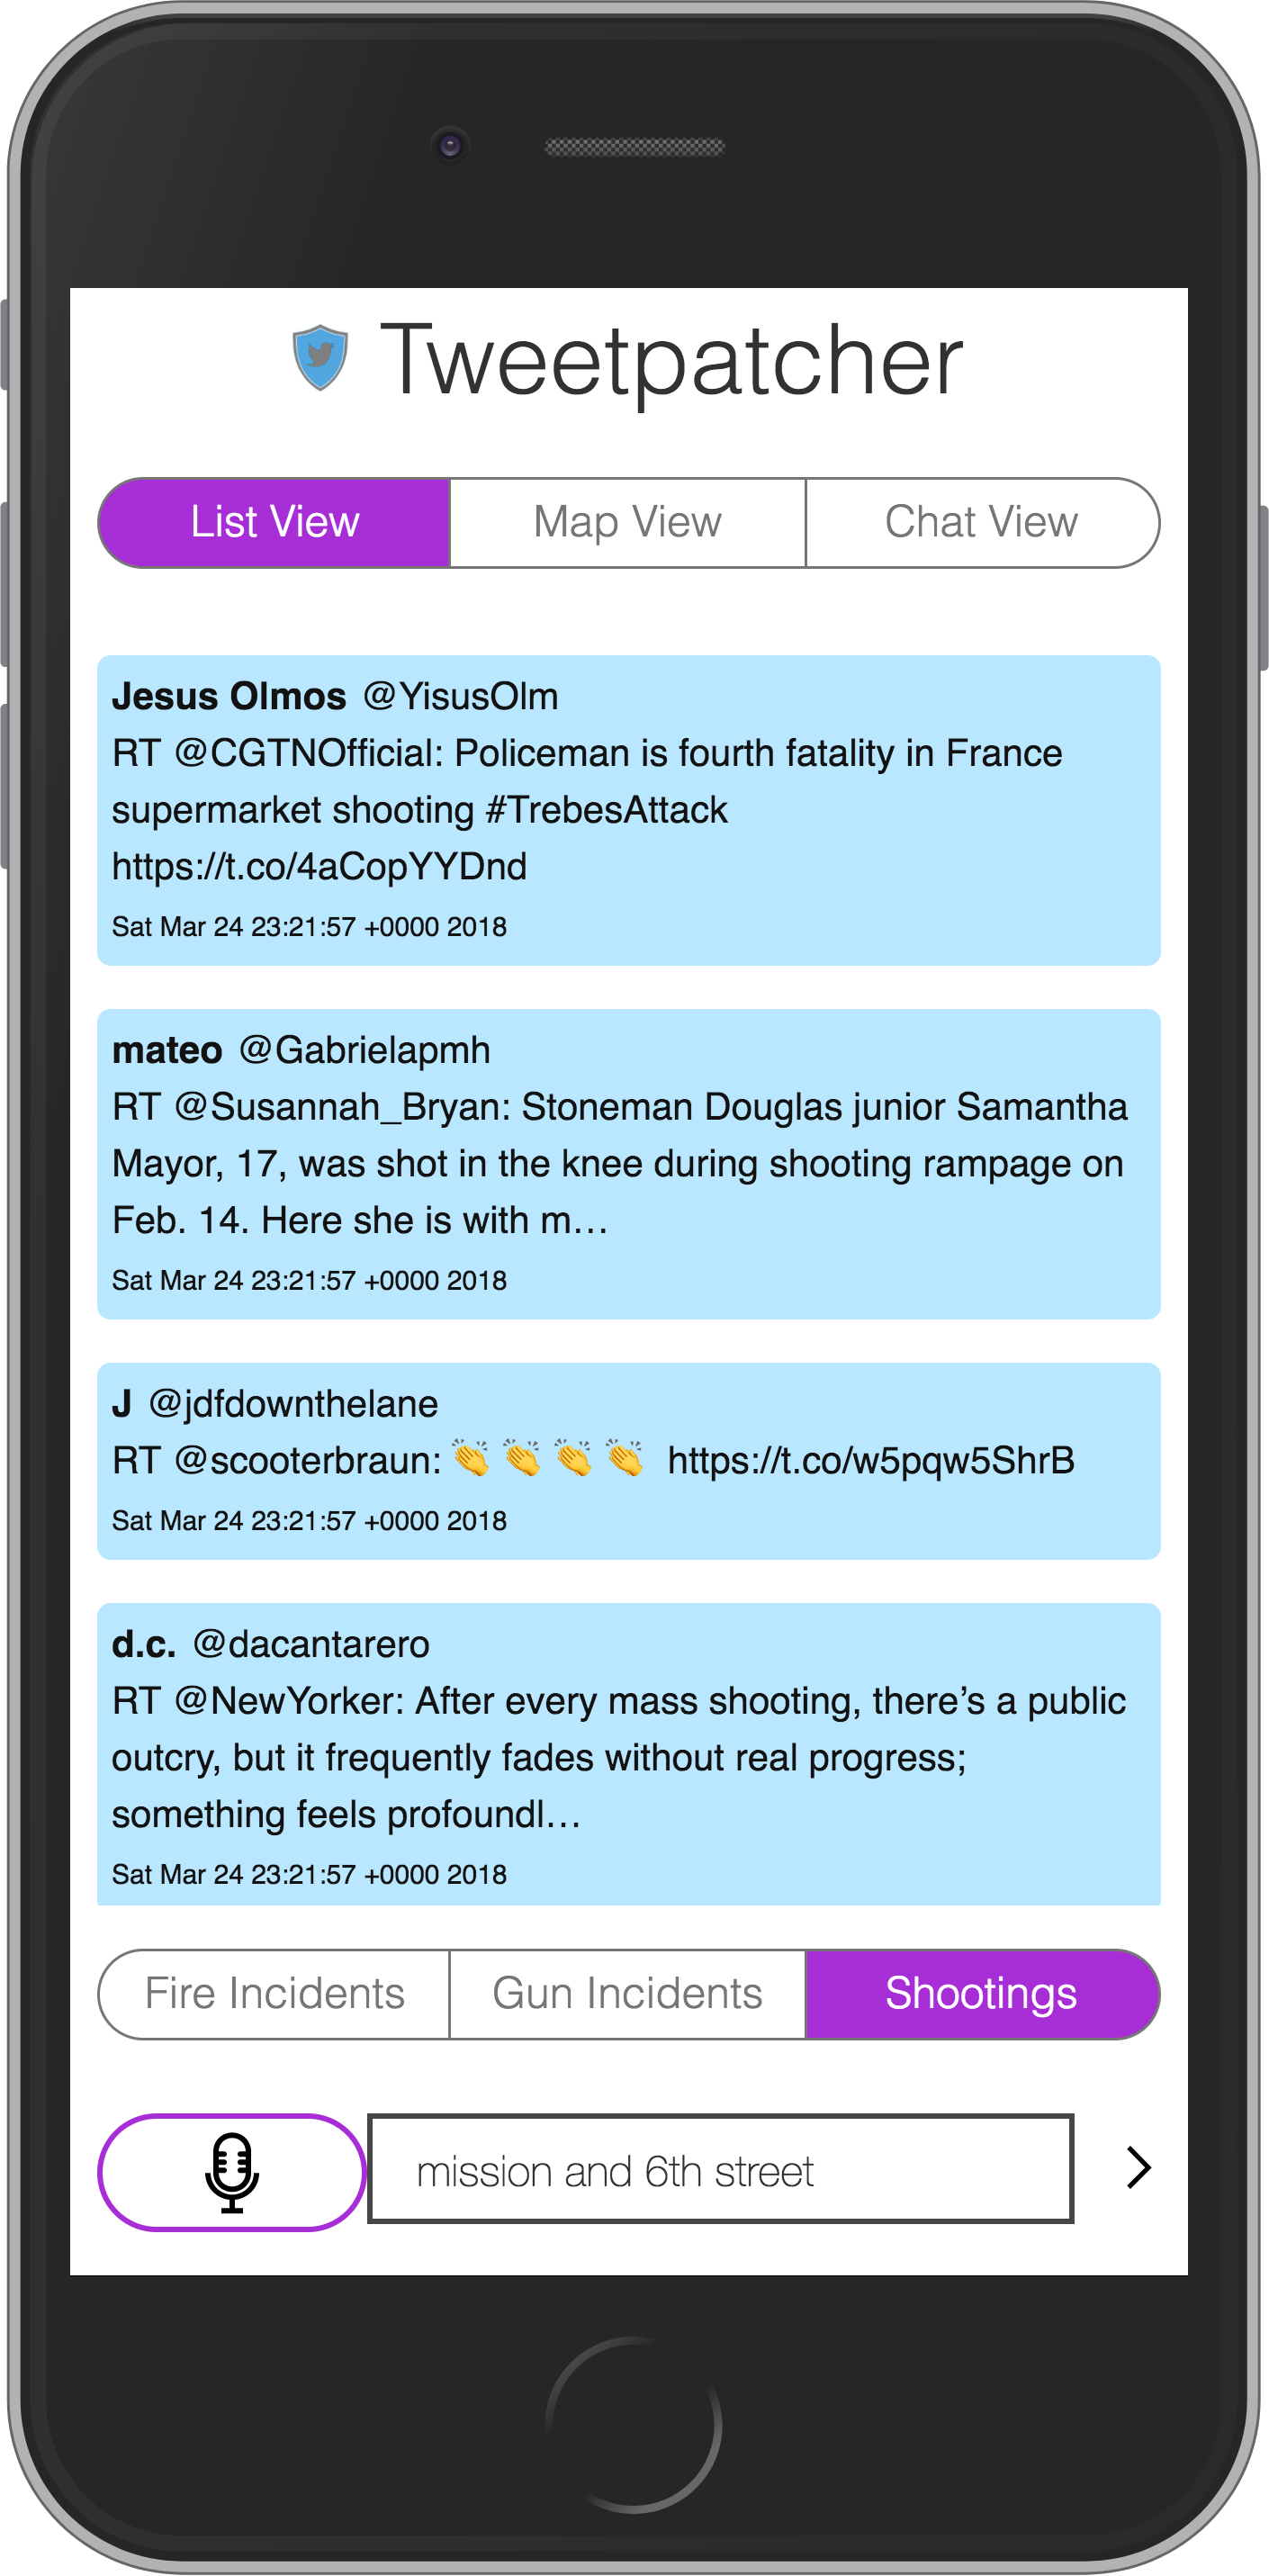 Tweetpatcher
List View Map View Chat View
Jesus Olmos @YisusOlm
RT @CGTNOfficial: Policeman is fourth fatality in France
supermarket shooting #TrebesAttack
https://t.co/4aCopYYDnd
Sat Mar 24 23:21:57 +0000 2018
mateo @Gabrielapmh
RT @Susannah_Bryan: Stoneman Douglas junior Samantha
Mayor, 17, was shot in the knee during shooting rampage on
Feb. 14. Here she is with m…
Sat Mar 24 23:21:57 +0000 2018
J @jdfdownthelane
RT @scooterbraun: 👏 👏 👏 👏 https://t.co/w5pqw5ShrB
Sat Mar 24 23:21:57 +0000 2018
d.c. @dacantarero
RT @NewYorker: After every mass shooting, there’s a public
outcry, but it frequently fades without real progress;
something feels profoundl…
Sat Mar 24 23:21:57 +0000 2018
Fire Incidents Gun Incidents Shootings
mission and 6th street